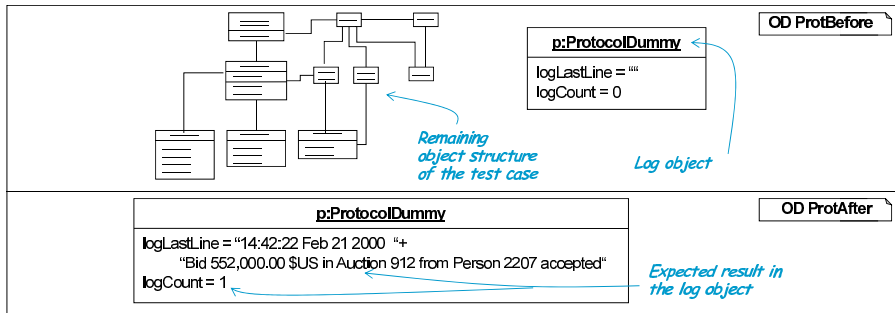 OD ProtBefore
p:ProtocolDummy
logLastLine = "“
logCount = 0
Remaining
object structure
of the test case
Log object
OD ProtAfter
p:ProtocolDummy
logLastLine = “14:42:22 Feb 21 2000 “+
“Bid 552,000.00 $US in Auction 912 from Person 2207 accepted“
logCount = 1
Expected result in
the log object